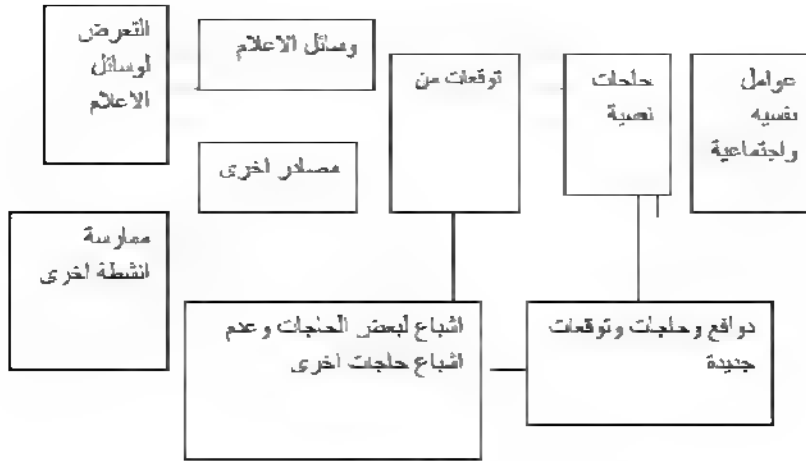 عوامل
نفسيه
واجتماعية
حاجات
نفسية
توقعات من
وسائل الاعلام
التعرض
لوسائل
الاعلام
مصادر اخرى
ممارسة
انشطة اخرى
دوافع وحاجات وتوقعات
جديدة
اشباع لبعض الحاجات وعدم
اشباع حاجات اخرى